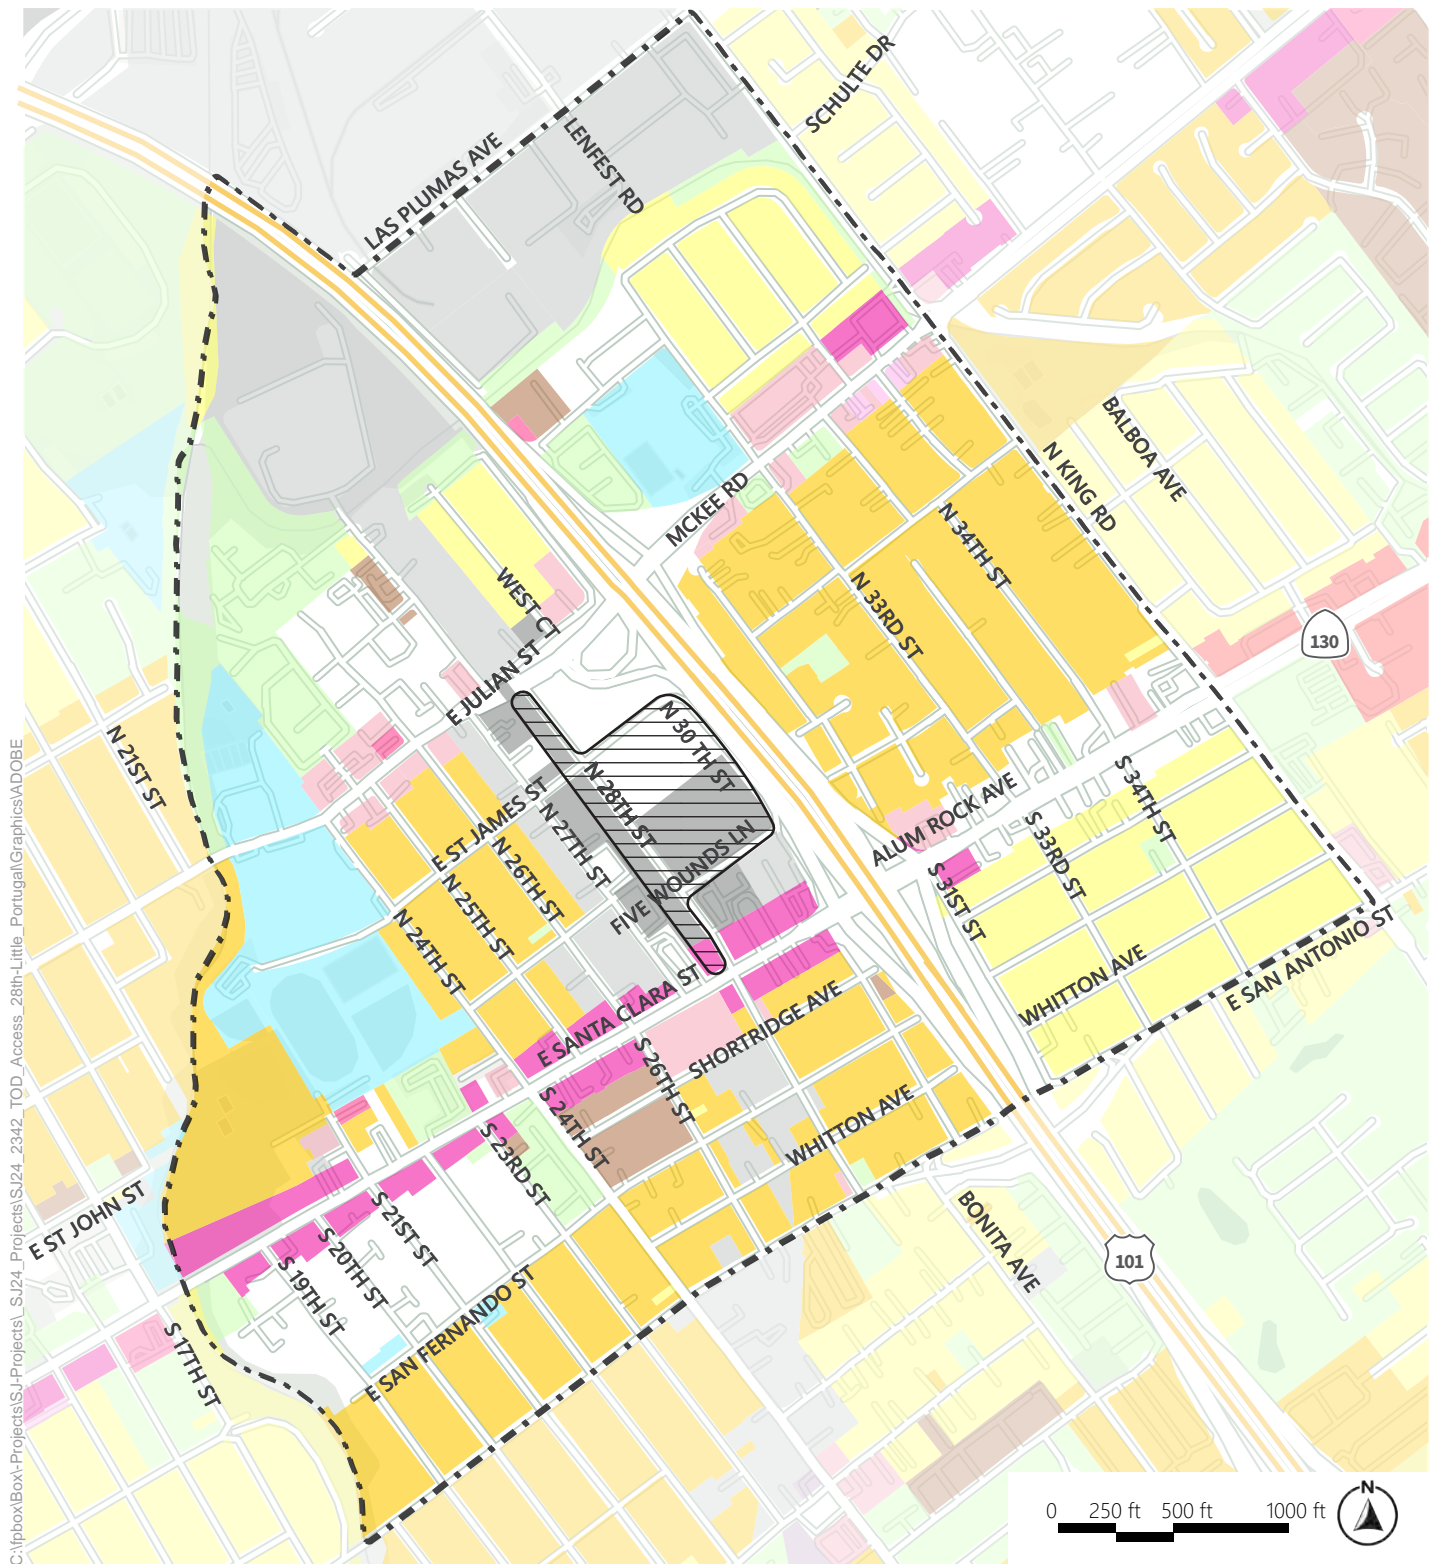 SCHULTE DR
LENFEST RD
LAS PLUMAS AVE
BALBOA AVE
N KING RD
MCKEE RD
N 34TH ST
N 33RD ST
WEST CT
E JULIAN ST
130
N 21ST ST
N 30 TH ST
N 28TH ST
E ST JAMES ST
N 27TH ST
N 26TH ST
N 25TH ST
N 24TH ST
FIVE WOUNDS LN
ALUM ROCK AVE
S 34TH ST
S 33RD ST
S 31ST ST
E SAN ANTONIO ST
WHITTON AVE
E SANTA CLARA ST
SHORTRIDGE AVE
S 26TH ST
S 24TH ST
WHITTON AVE
S 23RD ST
E ST JOHN ST
S 21ST ST
S 20TH ST
S 19TH ST
BONITA AVE
101
E SAN FERNANDO ST
S 17TH ST
C:\fpbox\Box\-Projects\SJ-Projects\_SJ24_Projects\SJ24_2342_TOD_Access_28th-Little_Portugal\Graphics\ADOBE
N
0 250 ft 500 ft 1000 ft